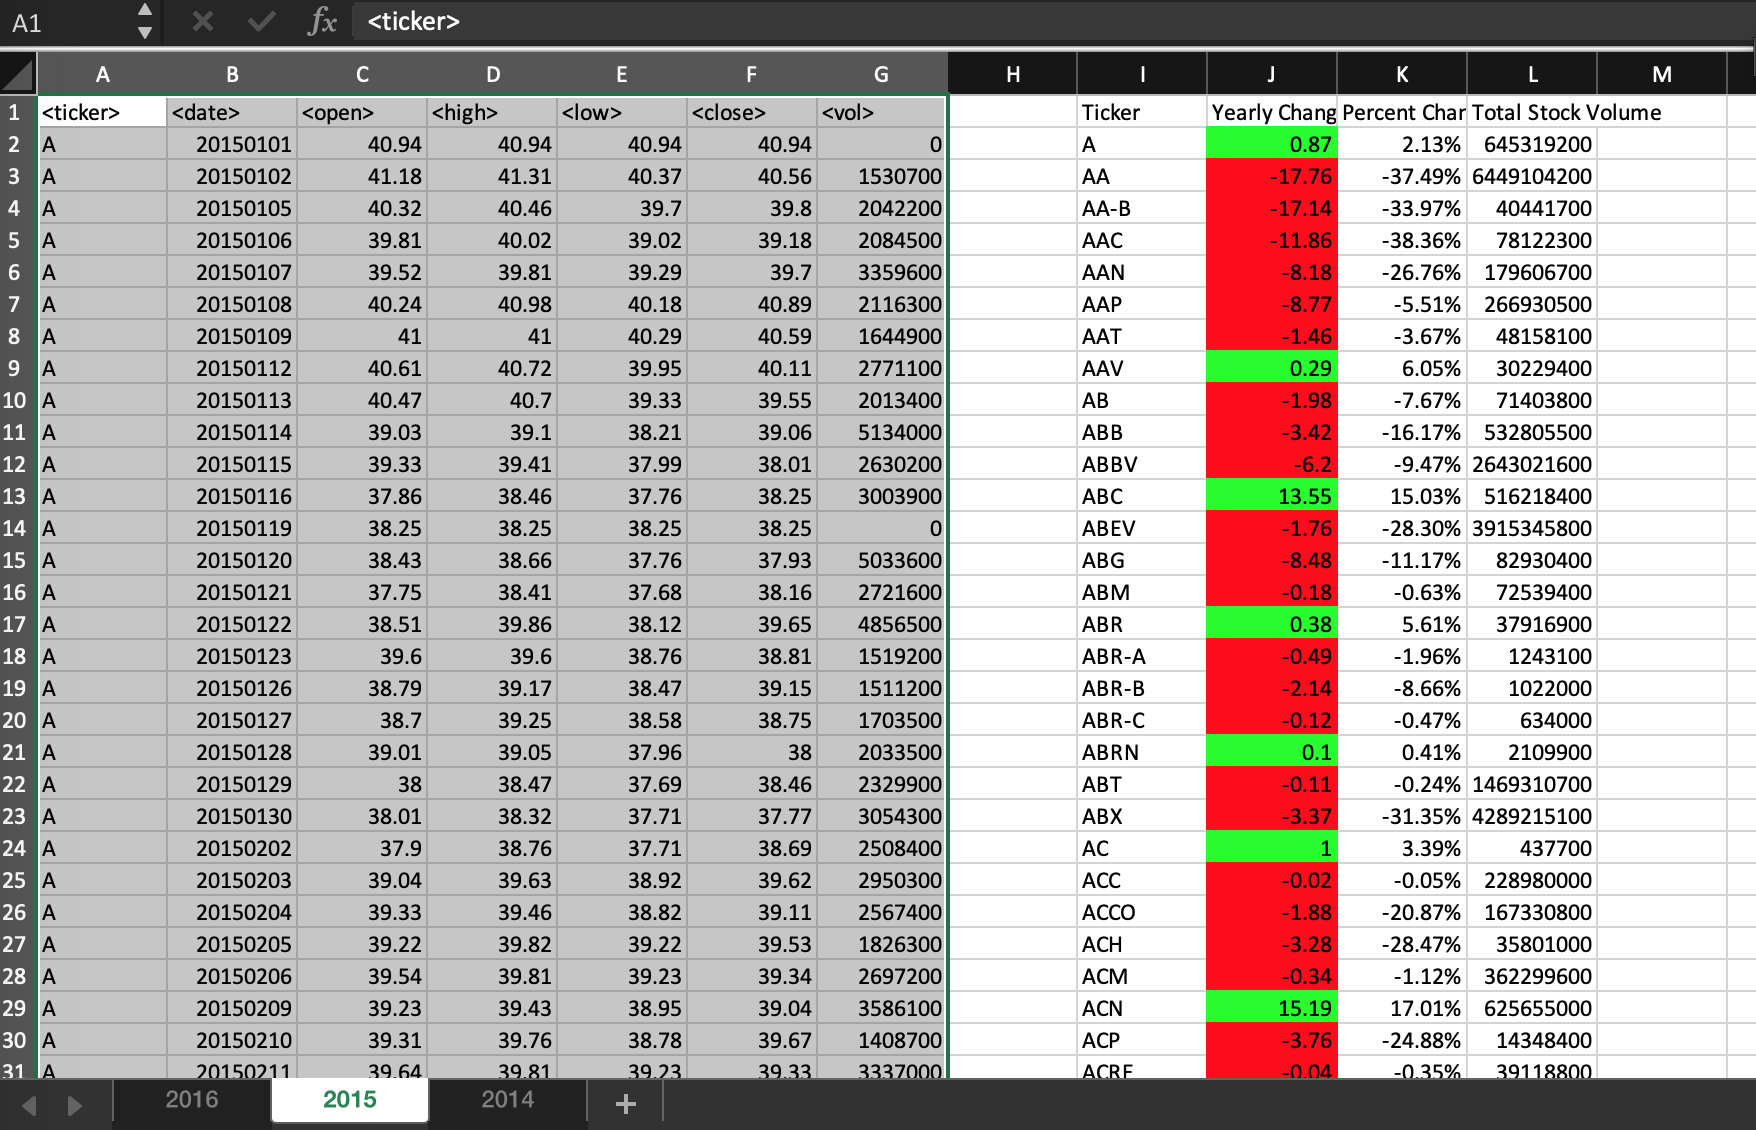 A1 fx <ticker>
A B C D E F G H I J K L M
1 <ticker> <date> <open> <high> <low> <close> <vol> Ticker Yearly Chang Percent Char Total Stock Volume
2 A 20150101 40.94 40.94 40.94 40.94 0 A 0.87 2.13% 645319200
3 A 20150102 41.18 41.31 40.37 40.56 1530700 AA -17.76 -37.49% 6449104200
4 A 20150105 40.32 40.46 39.7 39.8 2042200 AA-B -17.14 -33.97% 40441700
5 A 20150106 39.81 40.02 39.02 39.18 2084500 AAC -11.86 -38.36% 78122300
6 A 20150107 39.52 39.81 39.29 39.7 3359600 AAN -8.18 -26.76% 179606700
7 A 20150108 40.24 40.98 40.18 40.89 2116300 AAP -8.77 -5.51% 266930500
8 A 20150109 41 41 40.29 40.59 1644900 AAT -1.46 -3.67% 48158100
9 A 20150112 40.61 40.72 39.95 40.11 2771100 AAV 0.29 6.05% 30229400
10 A 20150113 40.47 40.7 39.33 39.55 2013400 AB -1.98 -7.67% 71403800
11 A 20150114 39.03 39.1 38.21 39.06 5134000 ABB -3.42 -16.17% 532805500
12 A 20150115 39.33 39.41 37.99 38.01 2630200 ABBV -6.2 -9.47% 2643021600
13 A 20150116 37.86 38.46 37.76 38.25 3003900 ABC 13.55 15.03% 516218400
14 A 20150119 38.25 38.25 38.25 38.25 0 ABEV -1.76 -28.30% 3915345800
15 A 20150120 38.43 38.66 37.76 37.93 5033600 ABG -8.48 -11.17% 82930400
16 A 20150121 37.75 38.41 37.68 38.16 2721600 ABM -0.18 -0.63% 72539400
17 A 20150122 38.51 39.86 38.12 39.65 4856500 ABR 0.38 5.61% 37916900
18 A 20150123 39.6 39.6 38.76 38.81 1519200 ABR-A -0.49 -1.96% 1243100
19 A 20150126 38.79 39.17 38.47 39.15 1511200 ABR-B -2.14 -8.66% 1022000
20 A 20150127 38.7 39.25 38.58 38.75 1703500 ABR-C -0.12 -0.47% 634000
21 A 20150128 39.01 39.05 37.96 38 2033500 ABRN 0.1 0.41% 2109900
22 A 20150129 38 38.47 37.69 38.46 2329900 ABT -0.11 -0.24% 1469310700
23 A 20150130 38.01 38.32 37.71 37.77 3054300 ABX -3.37 -31.35% 4289215100
24 A 20150202 37.9 38.76 37.71 38.69 2508400 AC 1 3.39% 437700
25 A 20150203 39.04 39.63 38.92 39.62 2950300 ACC -0.02 -0.05% 228980000
26 A 20150204 39.33 39.46 38.82 39.11 2567400 ACCO -1.88 -20.87% 167330800
27 A 20150205 39.22 39.82 39.22 39.53 1826300 ACH -3.28 -28.47% 35801000
28 A 20150206 39.54 39.81 39.23 39.34 2697200 ACM -0.34 -1.12% 362299600
29 A 20150209 39.23 39.43 38.95 39.04 3586100 ACN 15.19 17.01% 625655000
30 A 20150210 39.31 39.76 38.78 39.67 1408700 ACP -3.76 -24.88% 14348400
31 A 20150211 39.64 39.81 39.23 39.33 3337000 ACRE -0.04 -0.35% 39118800
2016 2015 2014 +